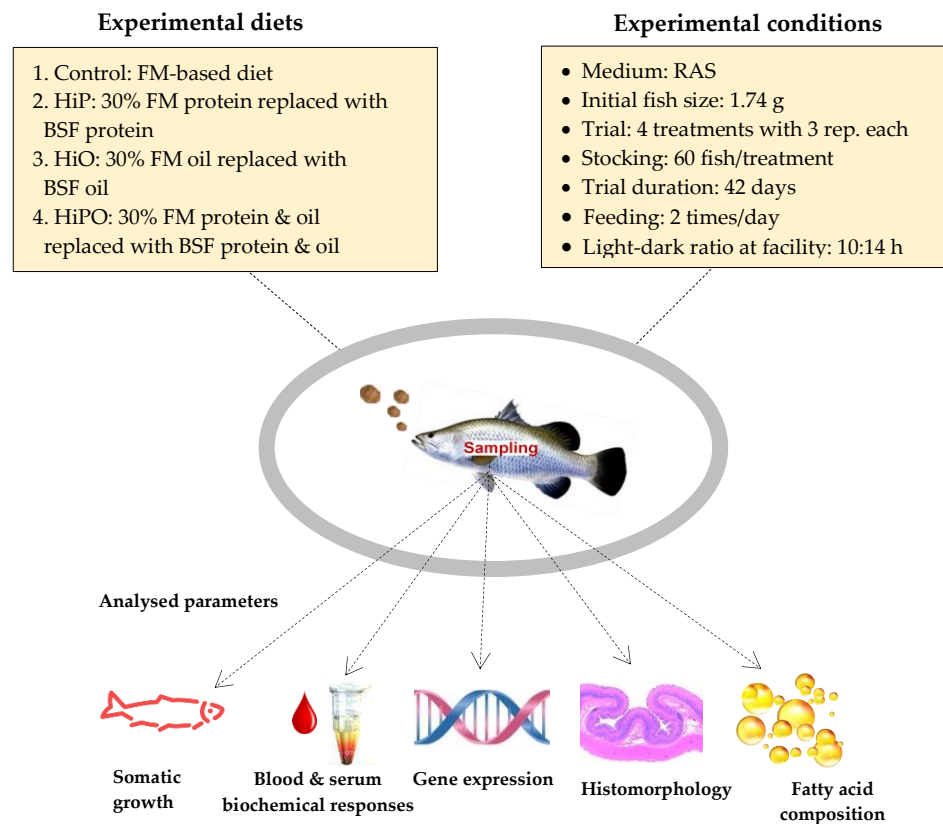 Experimental diets
1. Control: FM-based diet
2. HiP: 30% FM protein replaced with
BSF protein
3. HiO: 30% FM oil replaced with
BSF oil
4. HiPO: 30% FM protein & oil
replaced with BSF protein & oil
Experimental conditions
• Medium: RAS
• Initial fish size: 1.74 g
• Trial: 4 treatments with 3 rep. each
• Stocking: 60 fish/treatment
• Trial duration: 42 days
• Feeding: 2 times/day
• Light-dark ratio at facility: 10:14 h
Sampling
Analysed parameters
Somatic
growth
Blood & serum
biochemical responses
Gene expression
Histomorphology
Fatty acid
composition